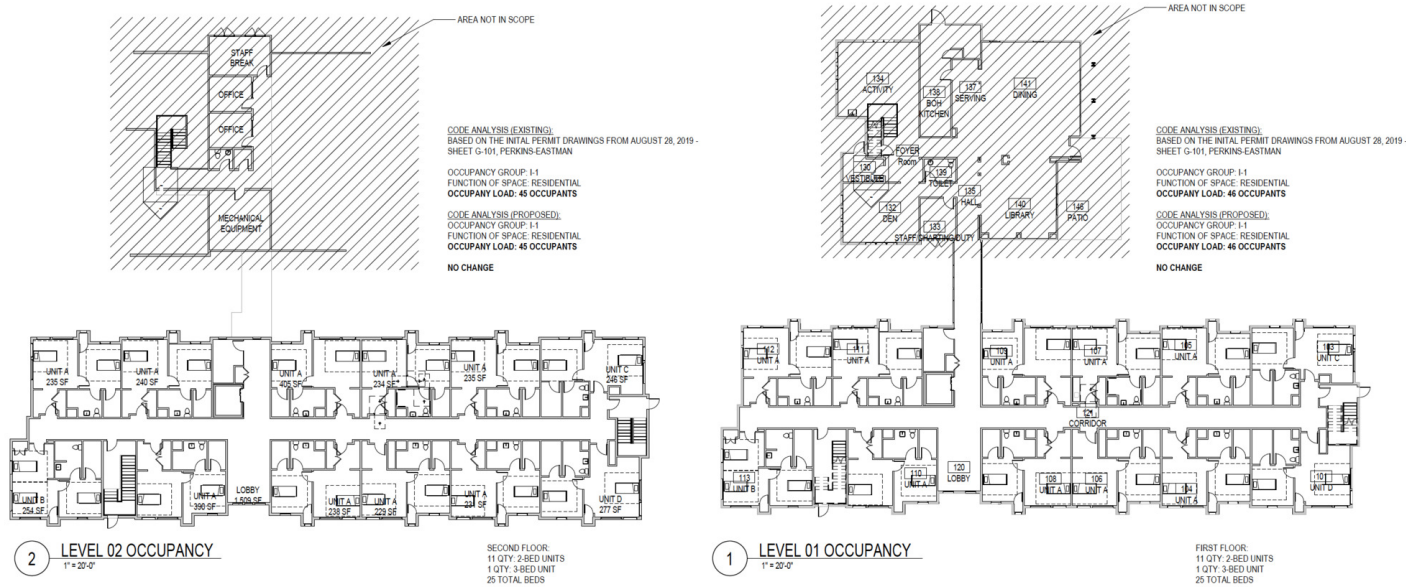 AREA NOT IN SCOPE
STAFF
BREAK
OFFICE
OFFICE
MECHANICAL
EQUIPMENT
CODE ANALYSIS (EXISTING):
BASED ON THE INITAL PERMIT DRAWINGS FROM AUGUST 28, 2019 -
SHEET G-101, PERKINS-EASTMAN
OCCUPANCY GROUP: I-1
FUNCTION OF SPACE: RESIDENTIAL
OCCUPANY LOAD: 45 OCCUPANTS
CODE ANALYSIS (PROPOSED):
OCCUPANCY GROUP: I-1
FUNCTION OF SPACE: RESIDENTIAL
OCCUPANY LOAD: 45 OCCUPANTS
NO CHANGE
UNIT A
235 SF
UNIT A
240 SF
UNIT A
405 SF
UNIT A
234 SF
UNIT A
235 SF
UNIT C
246 SF
UNIT B
254 SF
UNIT A
390 SF
LOBBY
1,509 SF
UNIT A
238 SF
UNIT A
229 SF
UNIT A
231 SF
UNIT D
277 SF
2
LEVEL 02 OCCUPANCY
1" = 20'-0"
SECOND FLOOR:
11 QTY: 2-BED UNITS
1 QTY: 3-BED UNIT
25 TOTAL BEDS
AREA NOT IN SCOPE
134
ACTIVITY
138
BOH
KITCHEN
137
SERVING
141
DINING
FOYER
Room
130
VESTIBULE
139
TOILET
135
HALL
132
DEN
133
STAFF CHARTING/DUTY
140
LIBRARY
146
PATIO
CODE ANALYSIS (EXISTING):
BASED ON THE INITAL PERMIT DRAWINGS FROM AUGUST 28, 2019 -
SHEET G-101, PERKINS-EASTMAN
OCCUPANCY GROUP: I-1
FUNCTION OF SPACE: RESIDENTIAL
OCCUPANY LOAD: 46 OCCUPANTS
CODE ANALYSIS (PROPOSED):
OCCUPANCY GROUP: I-1
FUNCTION OF SPACE: RESIDENTIAL
OCCUPANY LOAD: 46 OCCUPANTS
NO CHANGE
112
UNIT A
111
UNIT A
109
UNIT A
107
UNIT A
105
UNIT A
103
UNIT C
121
CORRIDOR
113
UNIT B
110
UNIT A
120
LOBBY
108
UNIT A
106
UNIT A
104
UNIT A
101
UNIT D
1
LEVEL 01 OCCUPANCY
1" = 20'-0"
FIRST FLOOR:
11 QTY: 2-BED UNITS
1 QTY: 3-BED UNIT
25 TOTAL BEDS